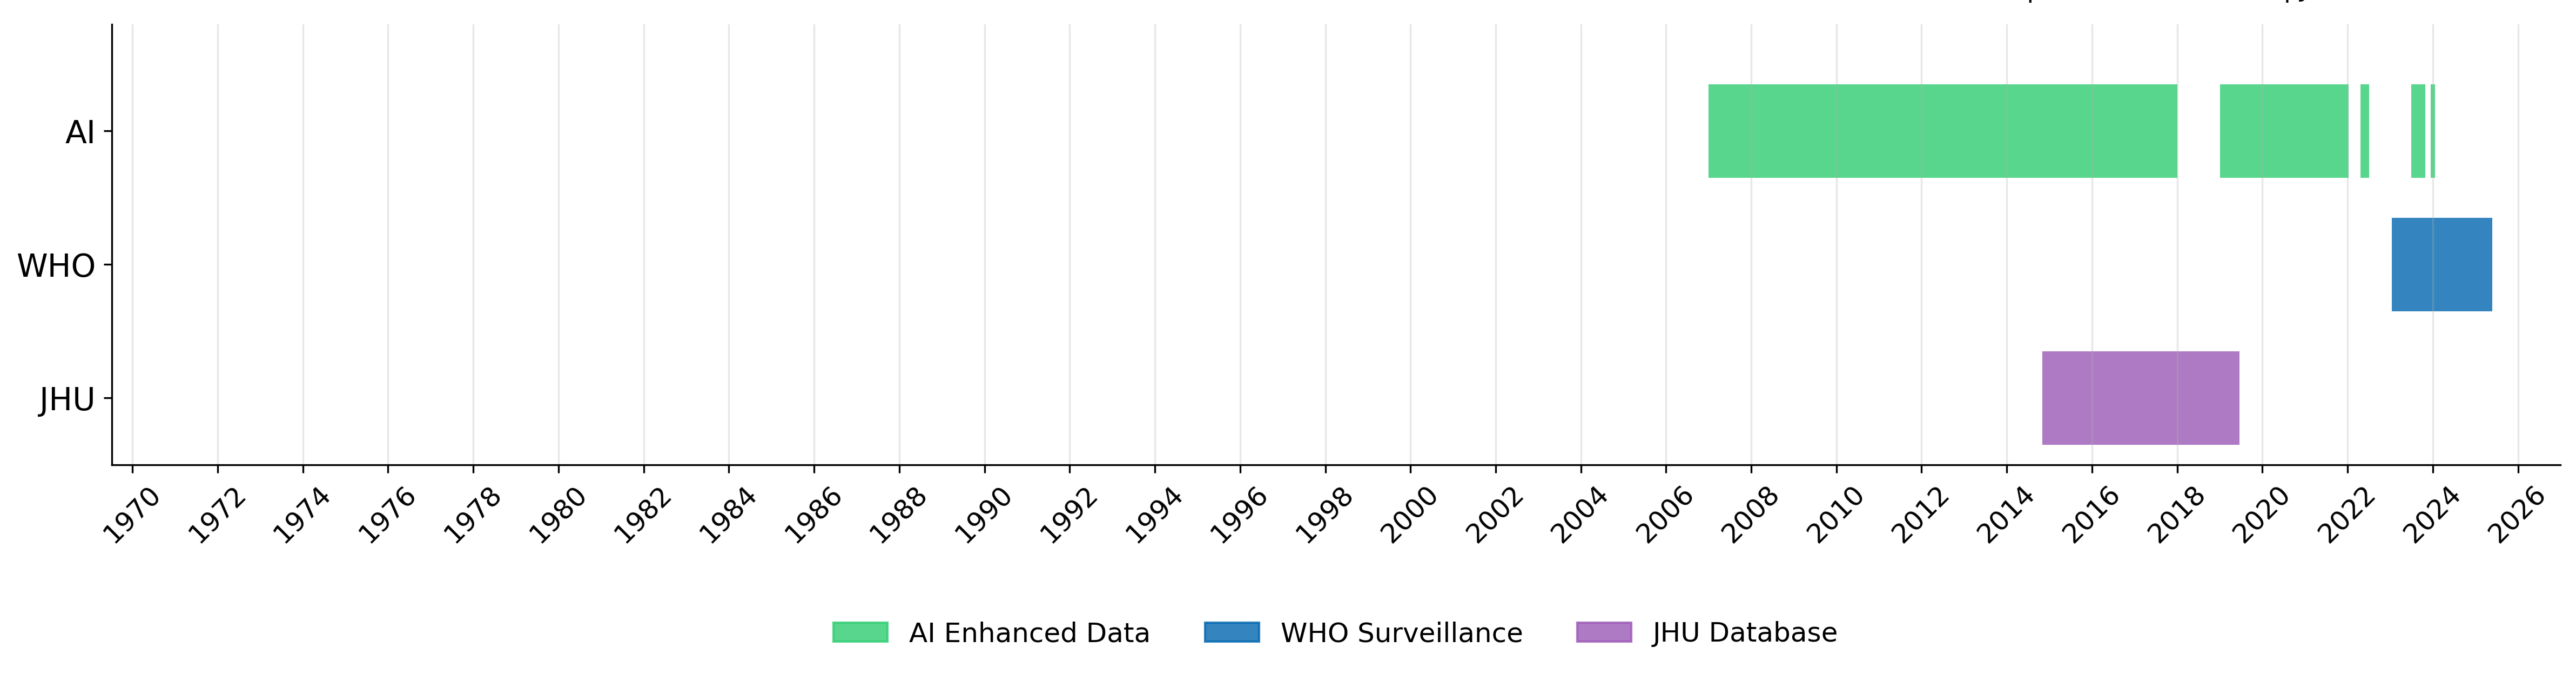 AI
WHO
JHU
1970 1972 1974 1976 1978 1980 1982 1984 1986 1988 1990 1992 1994 1996 1998 2000 2002 2004 2006 2008 2010 2012 2014 2016 2018 2020 2022 2024 2026
AI Enhanced Data WHO Surveillance JHU Database